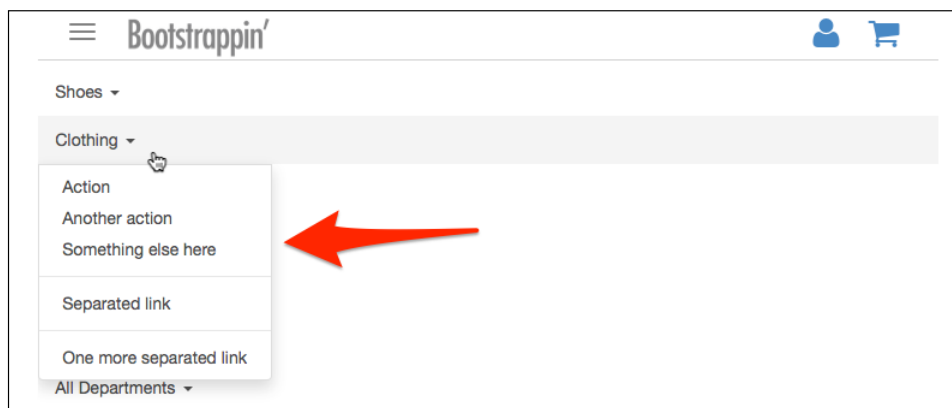 Bootstrappin'
Shoes
Clothing
Action
Another action
Something else here
Separated link
One more separated link
All Departments